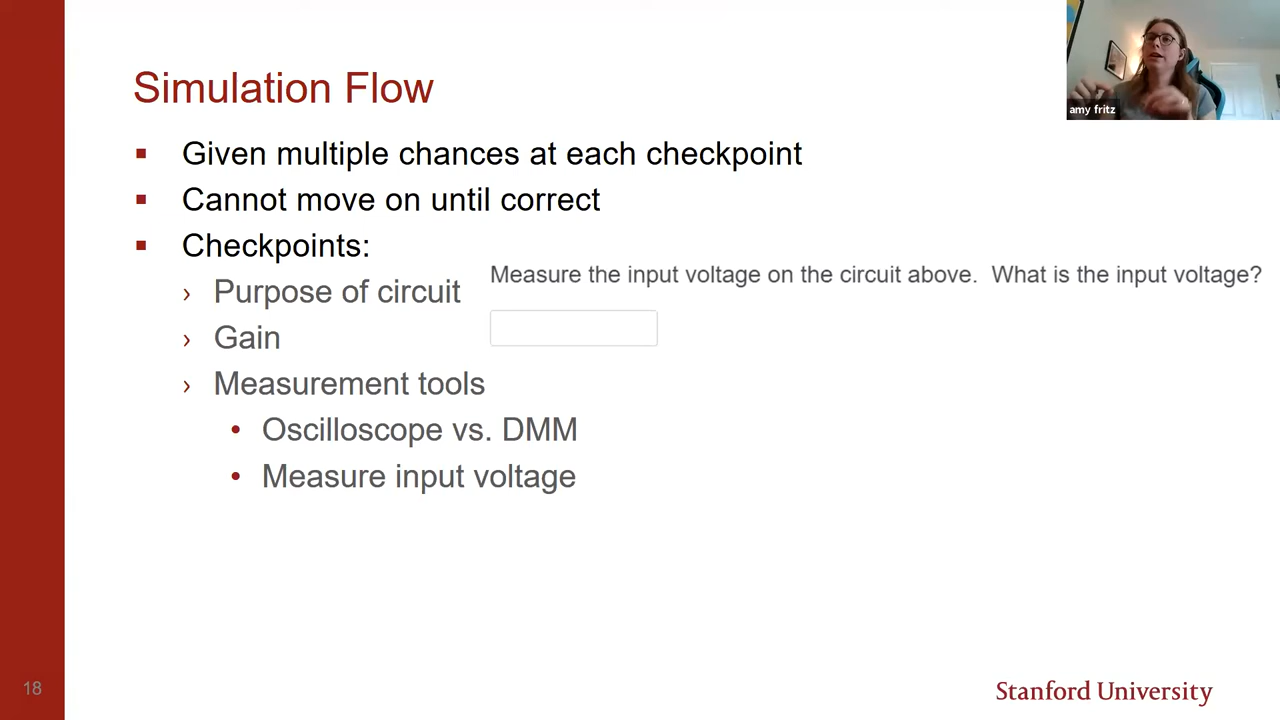 Simulation Flow
amy fritz
Given multiple chances at each checkpoint
Cannot move on until correct
Checkpoints:
Purpose of circuit
Gain
Measurement tools
Oscilloscope vs. DMM
Measure input voltage
Measure the input voltage on the circuit above. What is the input voltage?
18
Stanford University